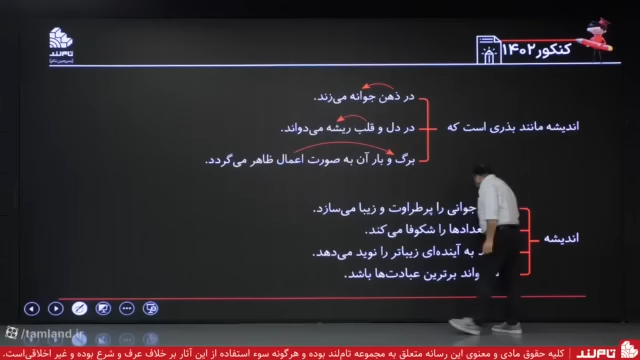 کنکور ۱۴۰۲
تاملند
در ذهن جوانه می‌زند.
اندیشه مانند بذری است که
در دل و قلب ریشه می‌دواند.
برگ و بار آن به صورت اعمال ظاهر می‌گردد.
جوانی را پرطراوت و زیبا می‌سازد.
را شکوفا می‌کند.
اندیشه
به آینده‌ای زیباتر را نوید می‌دهد.
برترین عبادت‌ها باشد.
/tamland.ir
تاملند | کلیه حقوق مادی و معنوی این رسانه متعلق به مجموعه تام‌لند بوده و هرگونه سوء استفاده از این آثار بر خلاف عرف و شرع بوده و غیر اخلاقی‌است.